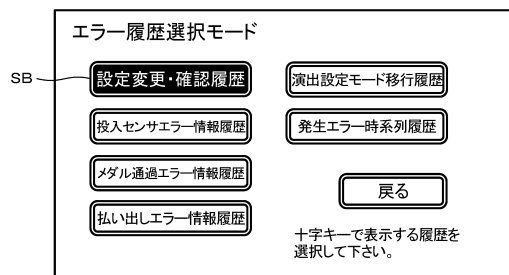 エラー履歴選択モード
SB
設定変更・確認履歴
演出設定モード移行履歴
投入センサエラー情報履歴
発生エラー時系列履歴
メダル通過エラー情報履歴
戻る
払い出しエラー情報履歴
十字キーで表示する履歴を
選択して下さい。